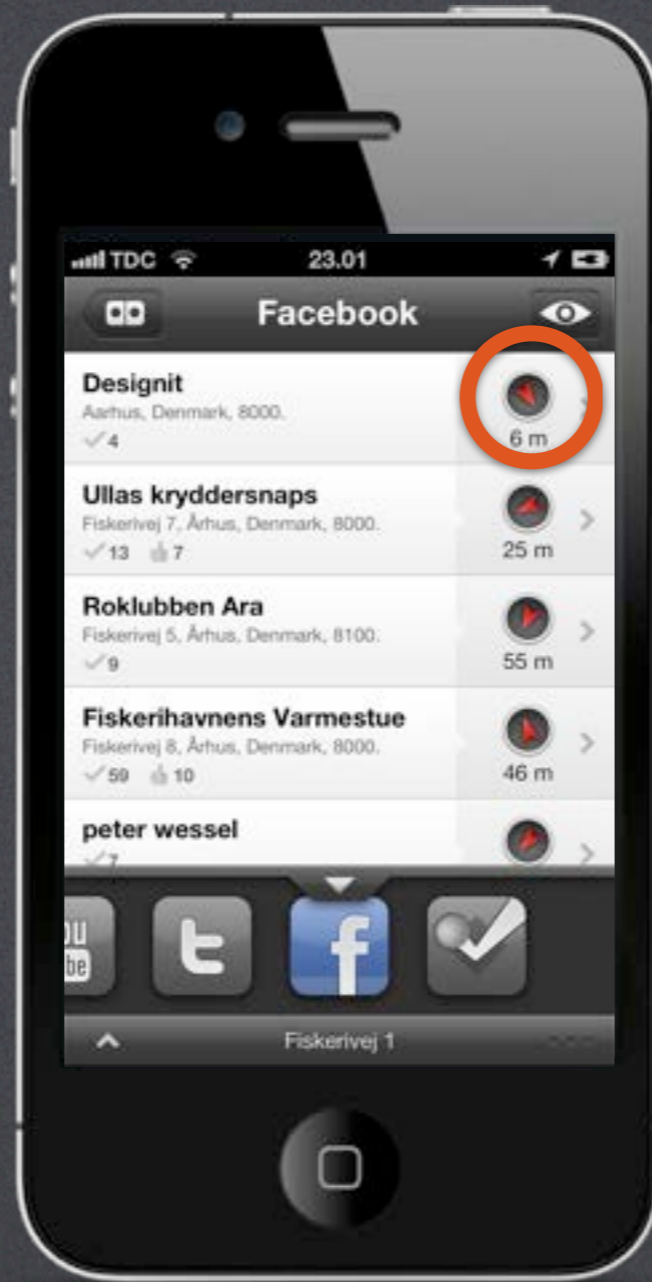 TDC 23.01
Facebook
Designit
Aarhus, Denmark, 8000.
4
6 m
Ullas kryddersnaps
Fiskerivej 7, Århus, Denmark, 8000.
13 7
25 m
Roklubben Ara
Fiskerivej 5, Århus, Denmark, 8100.
9
55 m
Fiskerihavnens Varmestue
Fiskerivej 8, Århus, Denmark, 8000.
59 10
46 m
peter wessel
7
t f
Fiskerivej 1